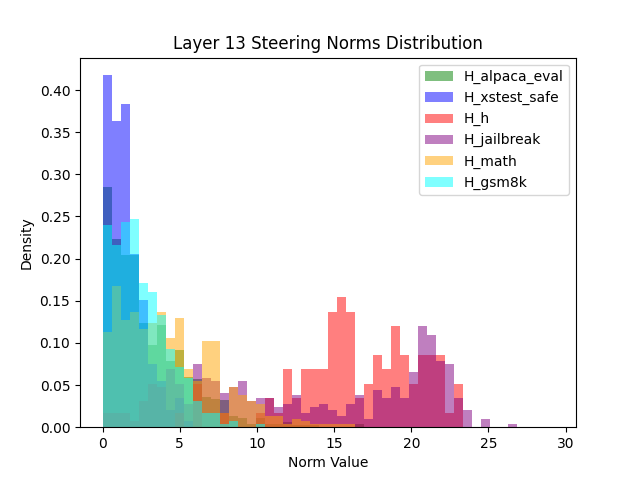 Layer 13 Steering Norms Distribution
H_alpaca_eval
H_xstest_safe
H_h
H_jailbreak
H_math
H_gsm8k
0.40
0.35
0.30
0.25
0.20
0.15
0.10
0.05
0.00
Density
0 5 10 15 20 25 30
Norm Value